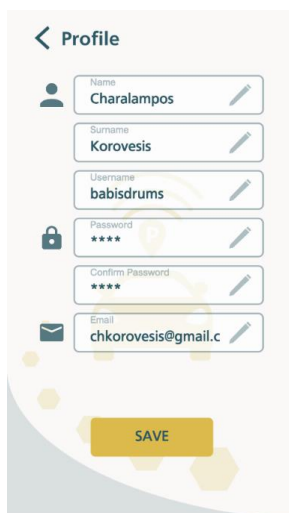 Profile
Name
Charalampos
Surname
Korovesis
Username
babisdrums
Password
****
Confirm Password
****
Email
chkorovesis@gmail.c
SAVE